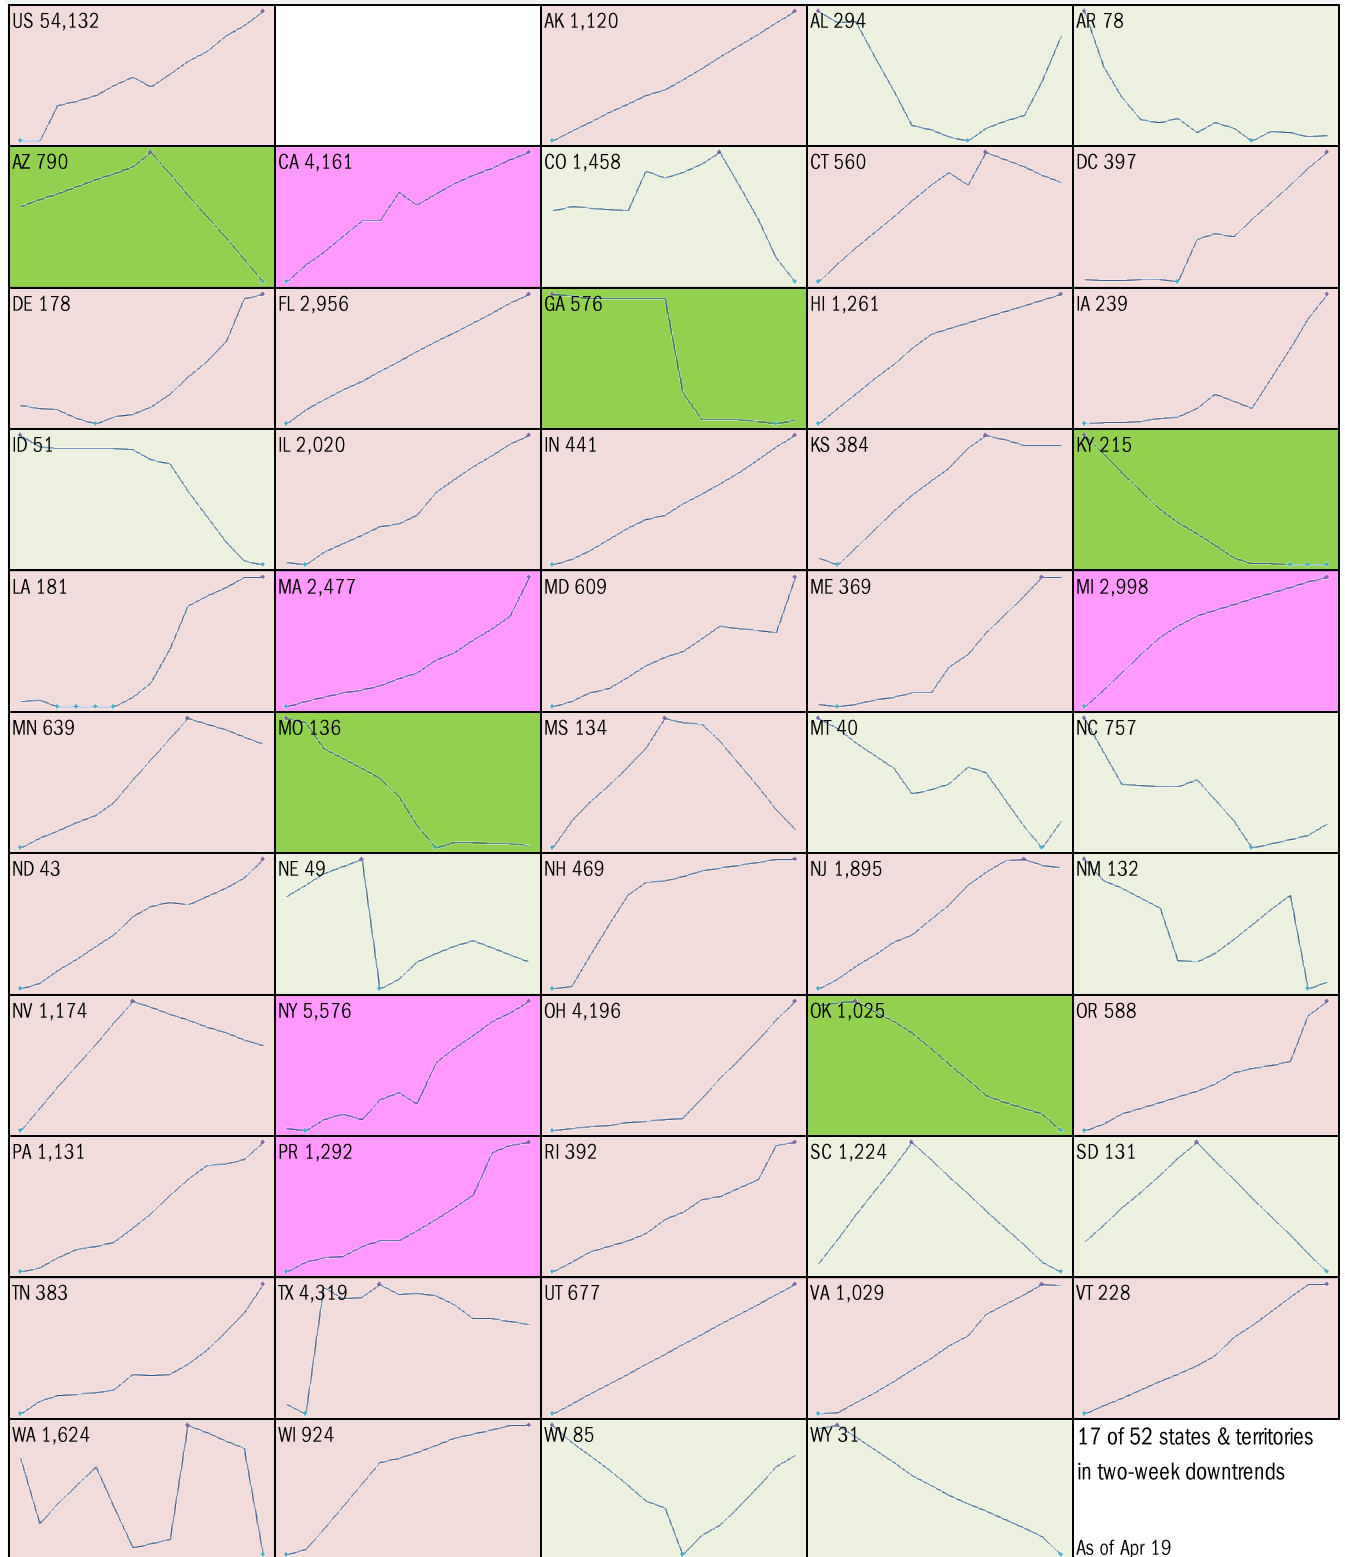 US 54,132
AK 1,120
AL 294
AR 78
AZ 790
CA 4,161
CO 1,458
CT 560
DC 397
DE 178
FL 2,956
GA 576
HI 1,261
IA 239
ID 51
IL 2,020
IN 441
KS 384
KY 215
LA 181
MA 2,477
MD 609
ME 369
MI 2,998
MN 639
MO 136
MS 134
MT 40
NC 757
ND 43
NE 49
NH 469
NJ 1,895
NM 132
NV 1,174
NY 5,576
OH 4,196
OK 1,025
OR 588
PA 1,131
PR 1,292
RI 392
SC 1,224
SD 131
TN 383
TX 4,319
UT 677
VA 1,029
VT 228
WA 1,624
WI 924
WV 85
WY 31
17 of 52 states & territories
in two-week downtrends
As of Apr 19